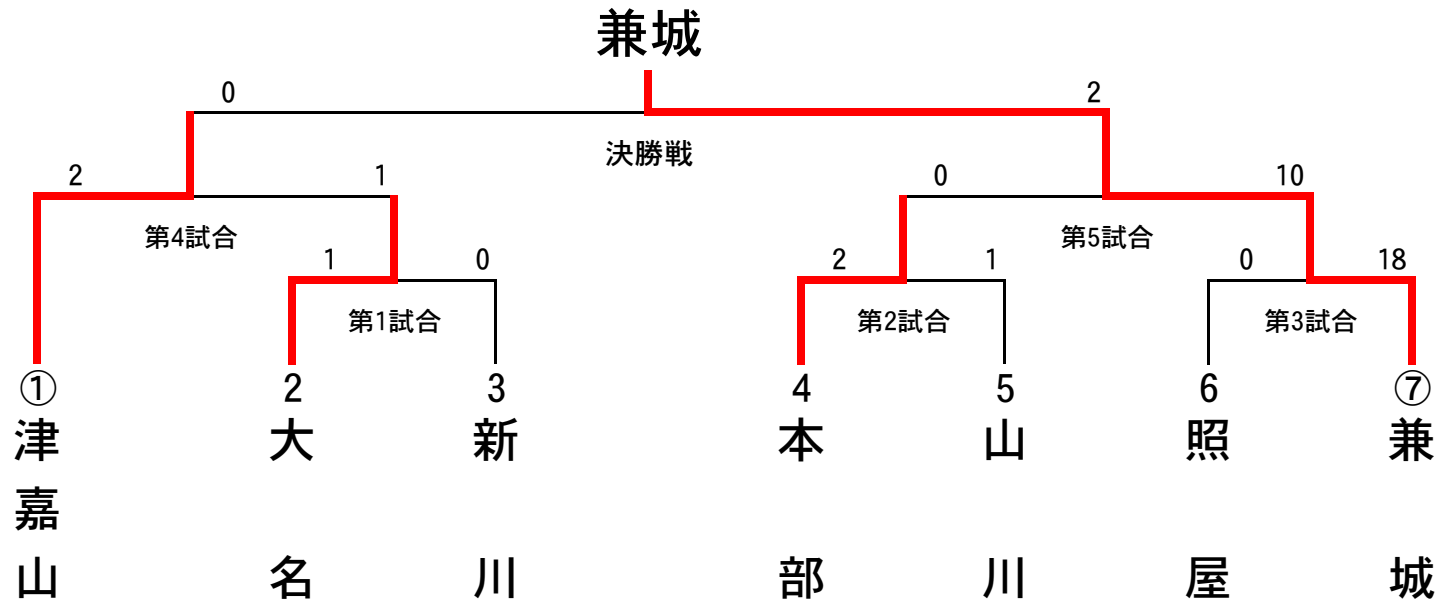 兼城
0 2
決勝戦
2 1 0 10
第4試合 第5試合
1 0 2 1 0 18
第1試合 第2試合 第3試合
① 2 3 4 5 6 ⑦
津嘉山 大名 新川 本部 山川 照屋 兼城